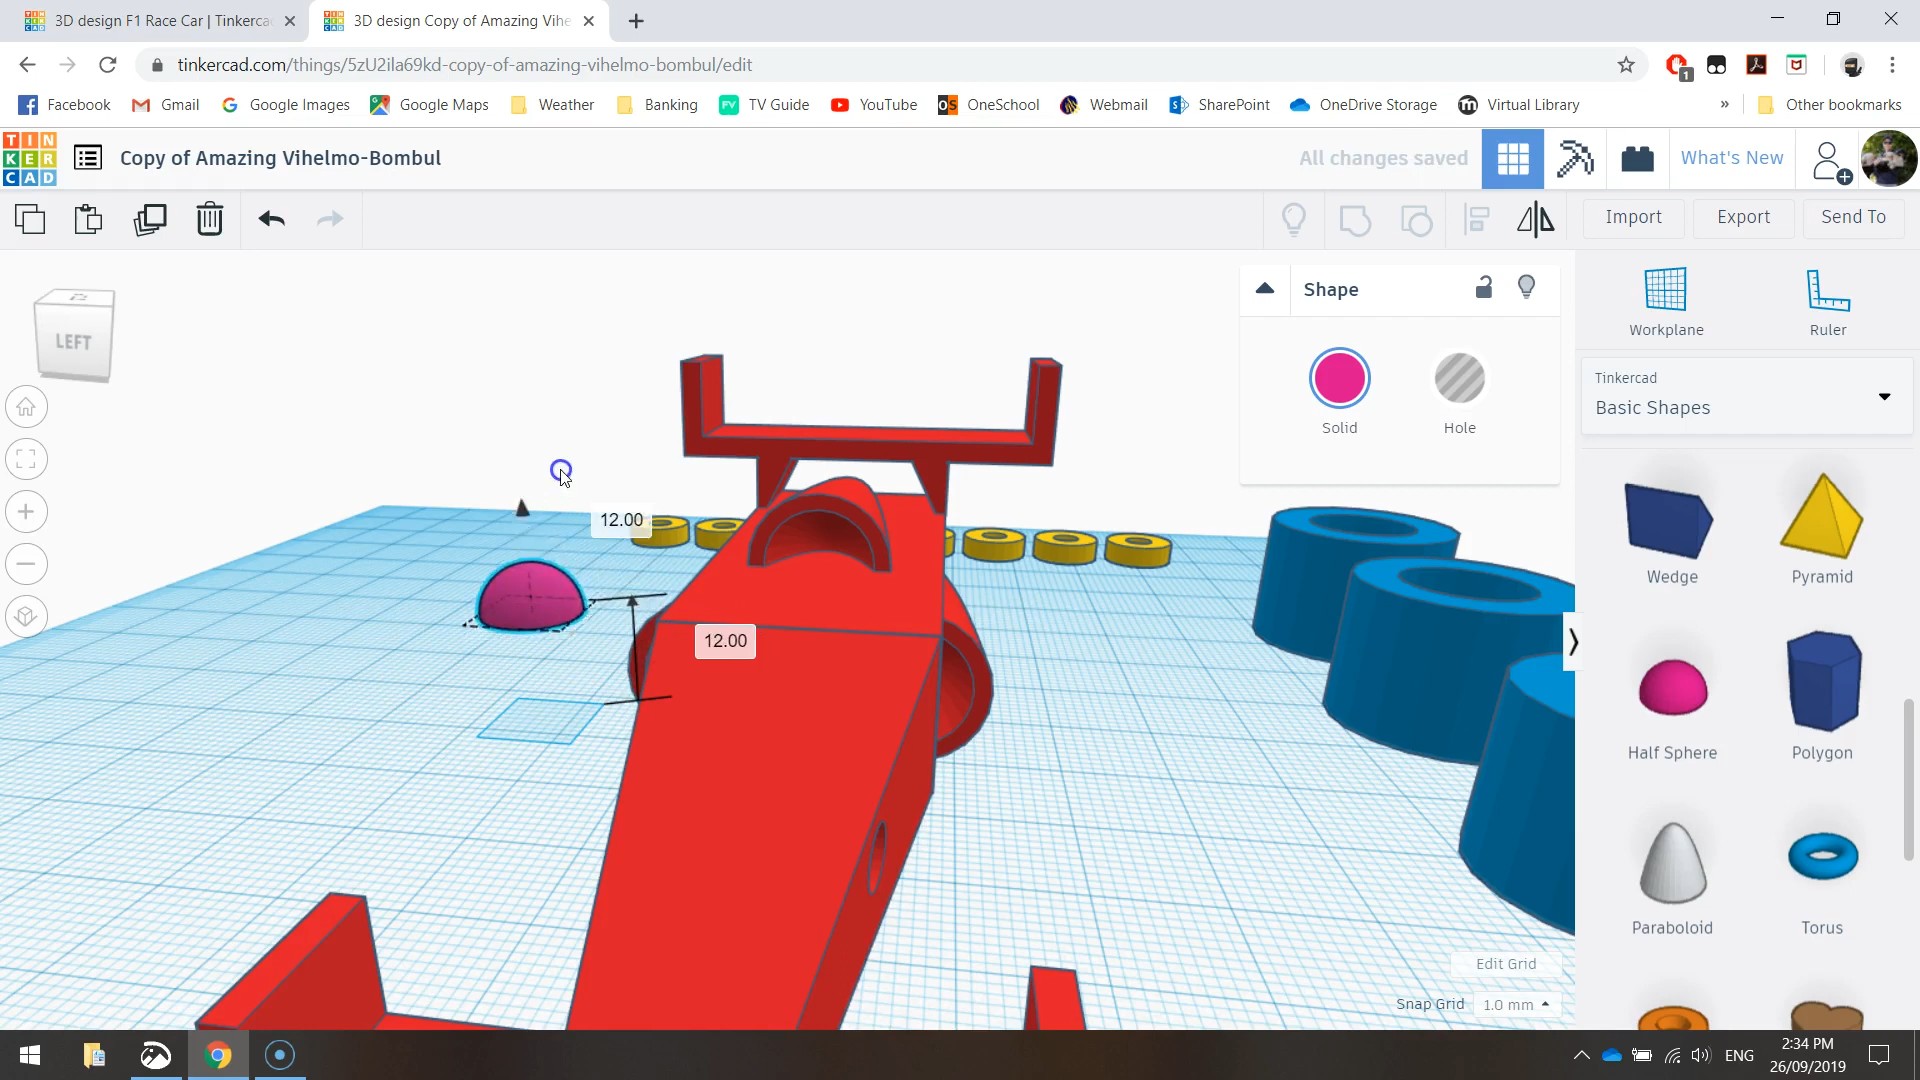 3D design F1 Race Car | Tinkerca
3D design Copy of Amazing Vihe
tinkercad.com/things/5zU2ila69kd-copy-of-amazing-vihelmo-bombul/edit
1
Facebook
Gmail
Google Images
Google Maps
Weather
Banking
TV Guide
YouTube
OneSchool
Webmail
SharePoint
OneDrive Storage
Virtual Library
»
Other bookmarks
TIN
KER
CAD
Copy of Amazing Vihelmo-Bombul
All changes saved
What's New
Import
Export
Send To
LEFT
Shape
Solid
Hole
Workplane
Ruler
Tinkercad
Basic Shapes
12.00
12.00
Wedge
Pyramid
Half Sphere
Polygon
Paraboloid
Torus
Edit Grid
Snap Grid 1.0 mm
ENG
2:34 PM
26/09/2019